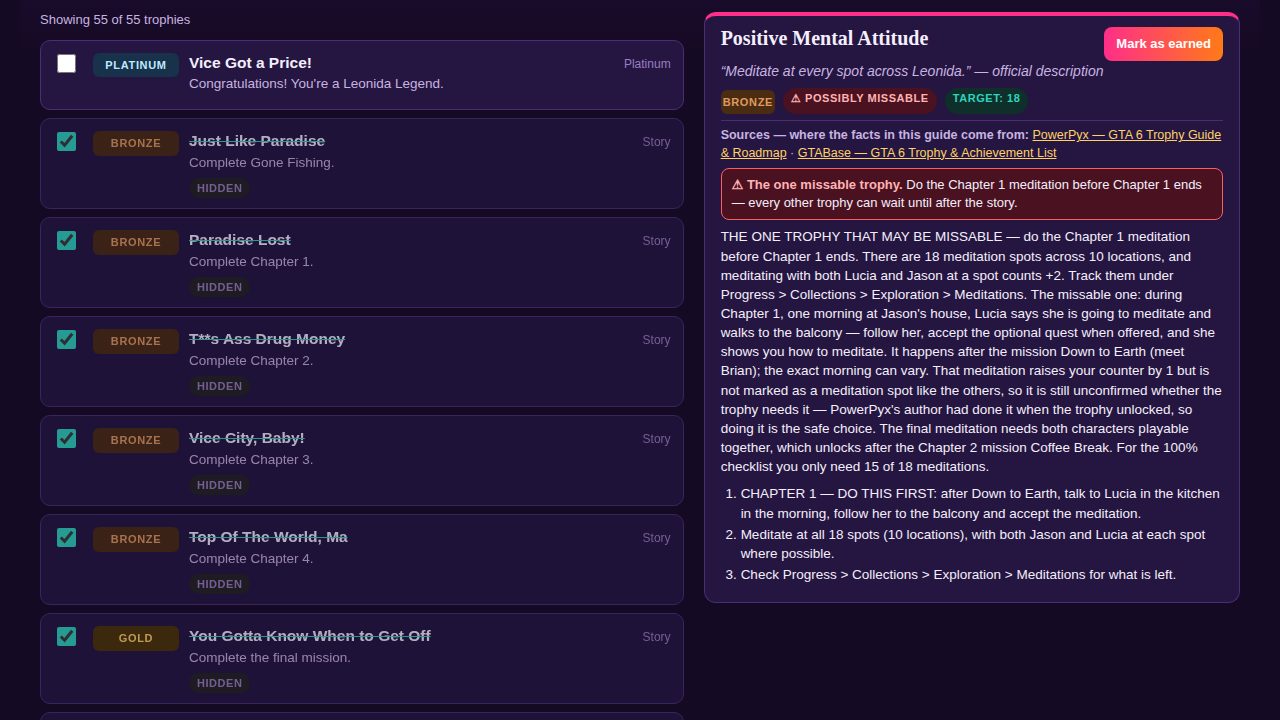 Showing 55 of 55 trophies
PLATINUM
Vice Got a Price!
Platinum
Congratulations! You're a Leonida Legend.
BRONZE
Just Like Paradise
Story
Complete Gone Fishing.
HIDDEN
BRONZE
Paradise Lost
Story
Complete Chapter 1.
HIDDEN
BRONZE
T**s Ass Drug Money
Story
Complete Chapter 2.
HIDDEN
BRONZE
Vice City, Baby!
Story
Complete Chapter 3.
HIDDEN
BRONZE
Top Of The World, Ma
Story
Complete Chapter 4.
HIDDEN
GOLD
You Gotta Know When to Get Off
Story
Complete the final mission.
HIDDEN
Positive Mental Attitude
Mark as earned
“Meditate at every spot across Leonida.” — official description
BRONZE
⚠ POSSIBLY MISSABLE
TARGET: 18
Sources — where the facts in this guide come from: PowerPyx — GTA 6 Trophy Guide
& Roadmap · GTABase — GTA 6 Trophy & Achievement List
⚠ The one missable trophy. Do the Chapter 1 meditation before Chapter 1 ends
— every other trophy can wait until after the story.
THE ONE TROPHY THAT MAY BE MISSABLE — do the Chapter 1 meditation
before Chapter 1 ends. There are 18 meditation spots across 10 locations, and
meditating with both Lucia and Jason at a spot counts +2. Track them under
Progress > Collections > Exploration > Meditations. The missable one: during
Chapter 1, one morning at Jason's house, Lucia says she is going to meditate and
walks to the balcony — follow her, accept the optional quest when offered, and she
shows you how to meditate. It happens after the mission Down to Earth (meet
Brian); the exact morning can vary. That meditation raises your counter by 1 but is
not marked as a meditation spot like the others, so it is still unconfirmed whether the
trophy needs it — PowerPyx's author had done it when the trophy unlocked, so
doing it is the safe choice. The final meditation needs both characters playable
together, which unlocks after the Chapter 2 mission Coffee Break. For the 100%
checklist you only need 15 of 18 meditations.
1. CHAPTER 1 — DO THIS FIRST: after Down to Earth, talk to Lucia in the kitchen
in the morning, follow her to the balcony and accept the meditation.
2. Meditate at all 18 spots (10 locations), with both Jason and Lucia at each spot
where possible.
3. Check Progress > Collections > Exploration > Meditations for what is left.